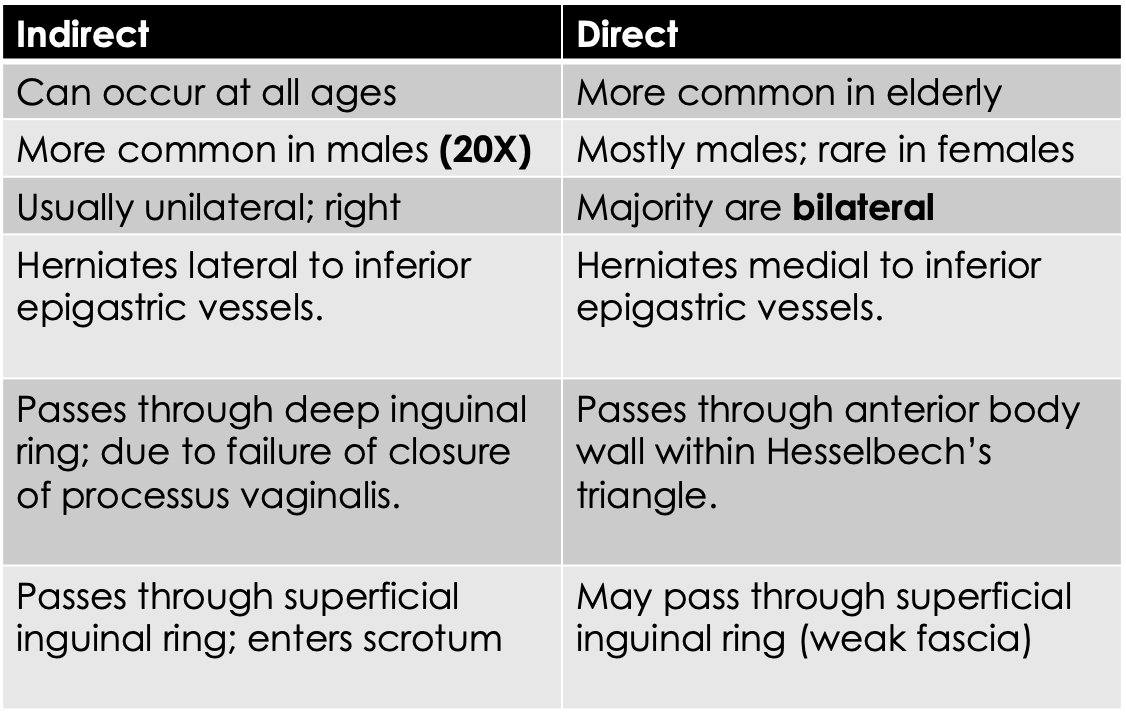 Indirect
Direct
Can occur at all ages
More common in elderly
More common in males (20X)
Mostly males; rare in females
Usually unilateral; right
Majority are bilateral
Herniates lateral to inferior
epigastric vessels.
Herniates medial to inferior
epigastric vessels.
Passes through deep inguinal
ring; due to failure of closure
of processus vaginalis.
Passes through anterior body
wall within Hesselbech’s
triangle.
Passes through superficial
inguinal ring; enters scrotum
May pass through superficial
inguinal ring (weak fascia)